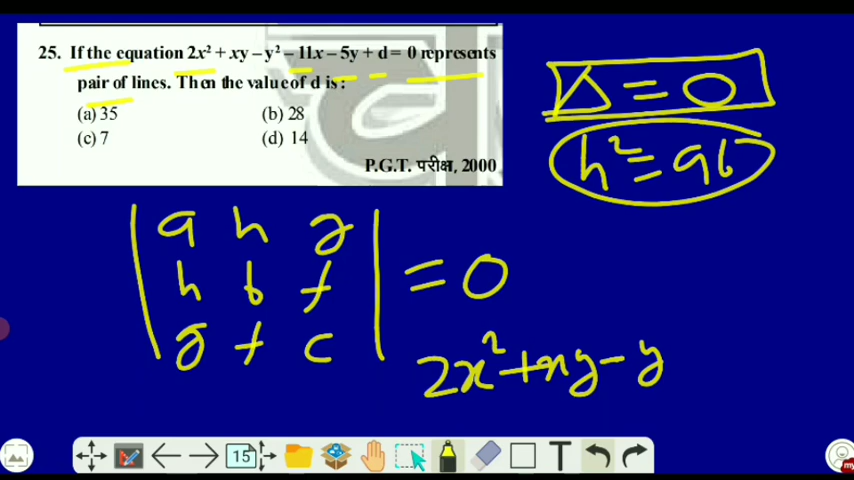 25. If the equation 2x² + xy – y² – 11x – 5y + d = 0 represents
pair of lines. Then the value of d is :
(a) 35 (b) 28
(c) 7 (d) 14
P.G.T. परीक्षा, 2000
Δ = 0
h² = ab
a h g
h b f = 0
g f c
2x² + xy - y
15